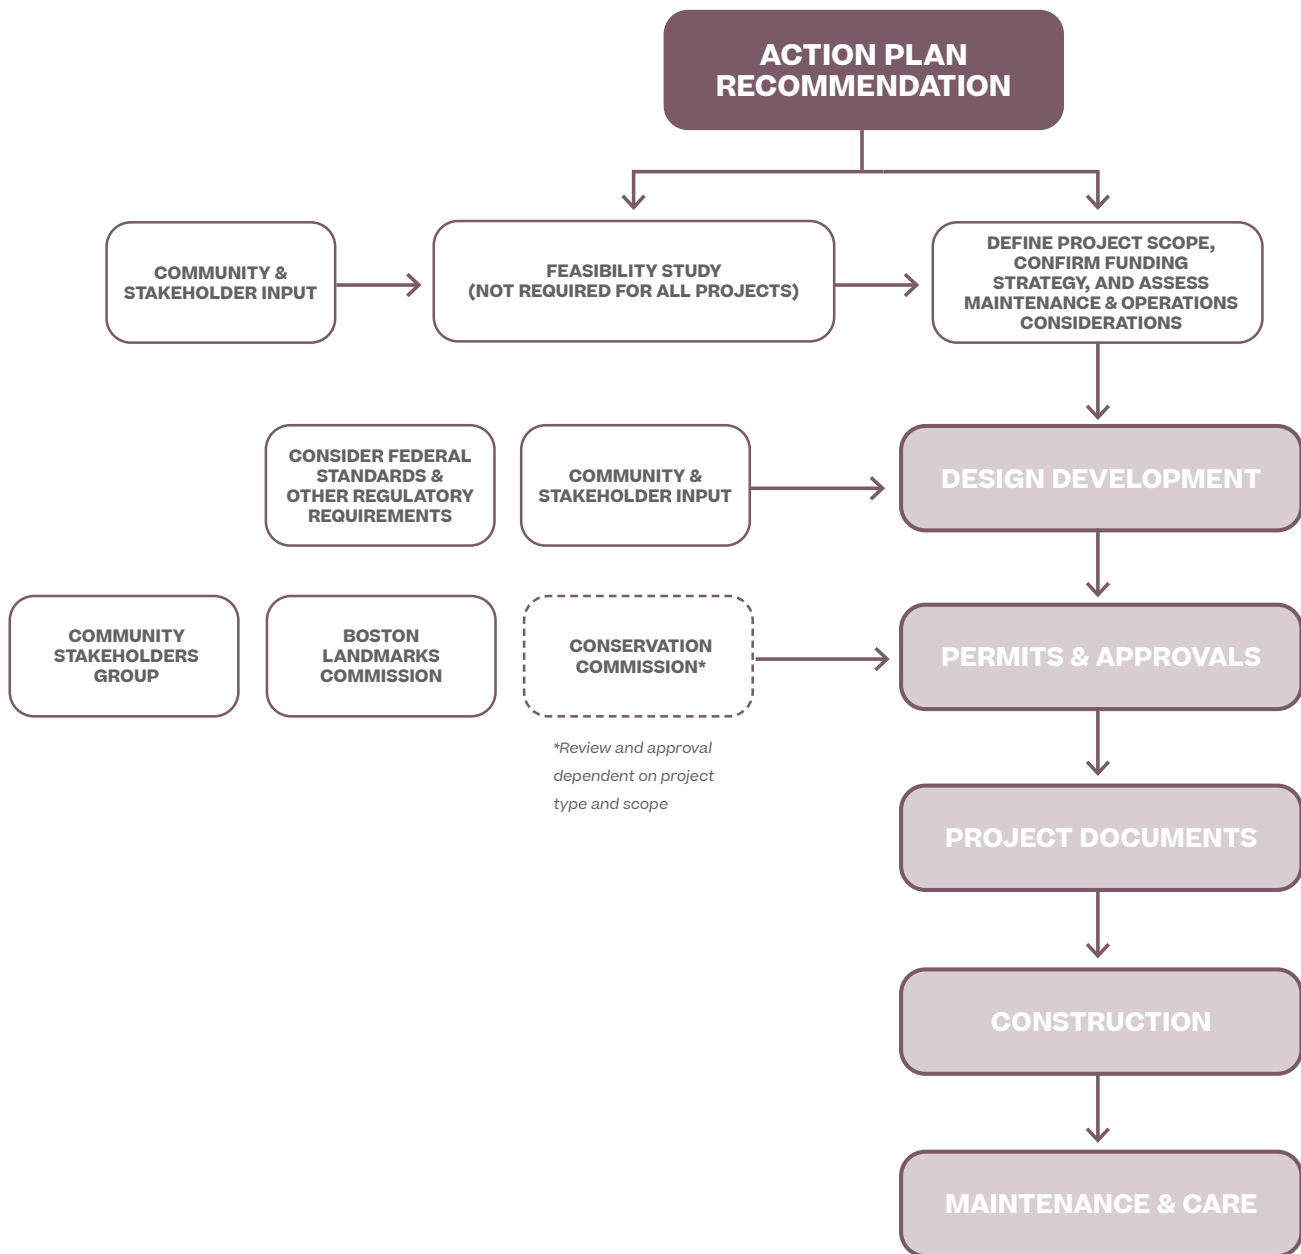 ACTION PLAN
RECOMMENDATION
COMMUNITY &
STAKEHOLDER INPUT
FEASIBILITY STUDY
(NOT REQUIRED FOR ALL PROJECTS)
DEFINE PROJECT SCOPE,
CONFIRM FUNDING
STRATEGY, AND ASSESS
MAINTENANCE & OPERATIONS
CONSIDERATIONS
CONSIDER FEDERAL
STANDARDS &
OTHER REGULATORY
REQUIREMENTS
COMMUNITY &
STAKEHOLDER INPUT
DESIGN DEVELOPMENT
COMMUNITY
STAKEHOLDERS
GROUP
BOSTON
LANDMARKS
COMMISSION
CONSERVATION
COMMISSION*
*Review and approval
dependent on project
type and scope
PERMITS & APPROVALS
PROJECT DOCUMENTS
CONSTRUCTION
MAINTENANCE & CARE